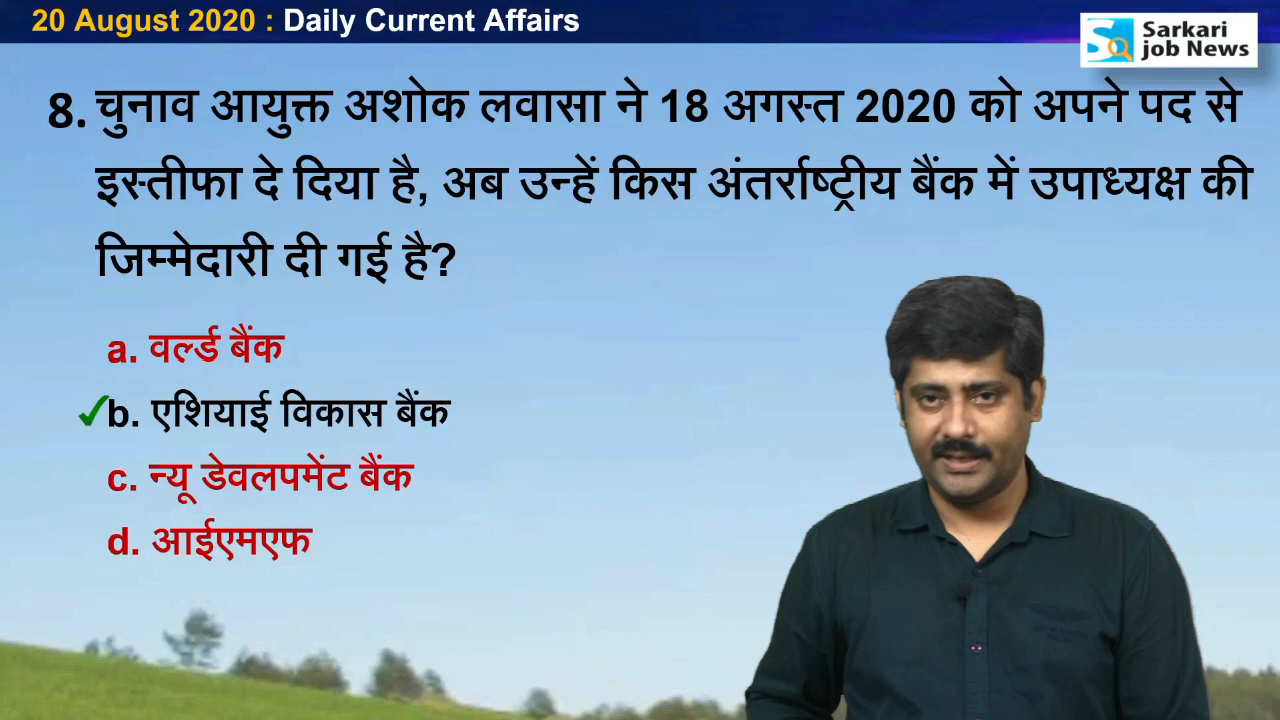 20 August 2020 : Daily Current Affairs
Sarkari
job News
8. चुनाव आयुक्त अशोक लवासा ने 18 अगस्त 2020 को अपने पद से
इस्तीफा दे दिया है, अब उन्हें किस अंतर्राष्ट्रीय बैंक में उपाध्यक्ष की
जिम्मेदारी दी गई है?
a. वर्ल्ड बैंक
✓b. एशियाई विकास बैंक
c. न्यू डेवलपमेंट बैंक
d. आईएमएफ